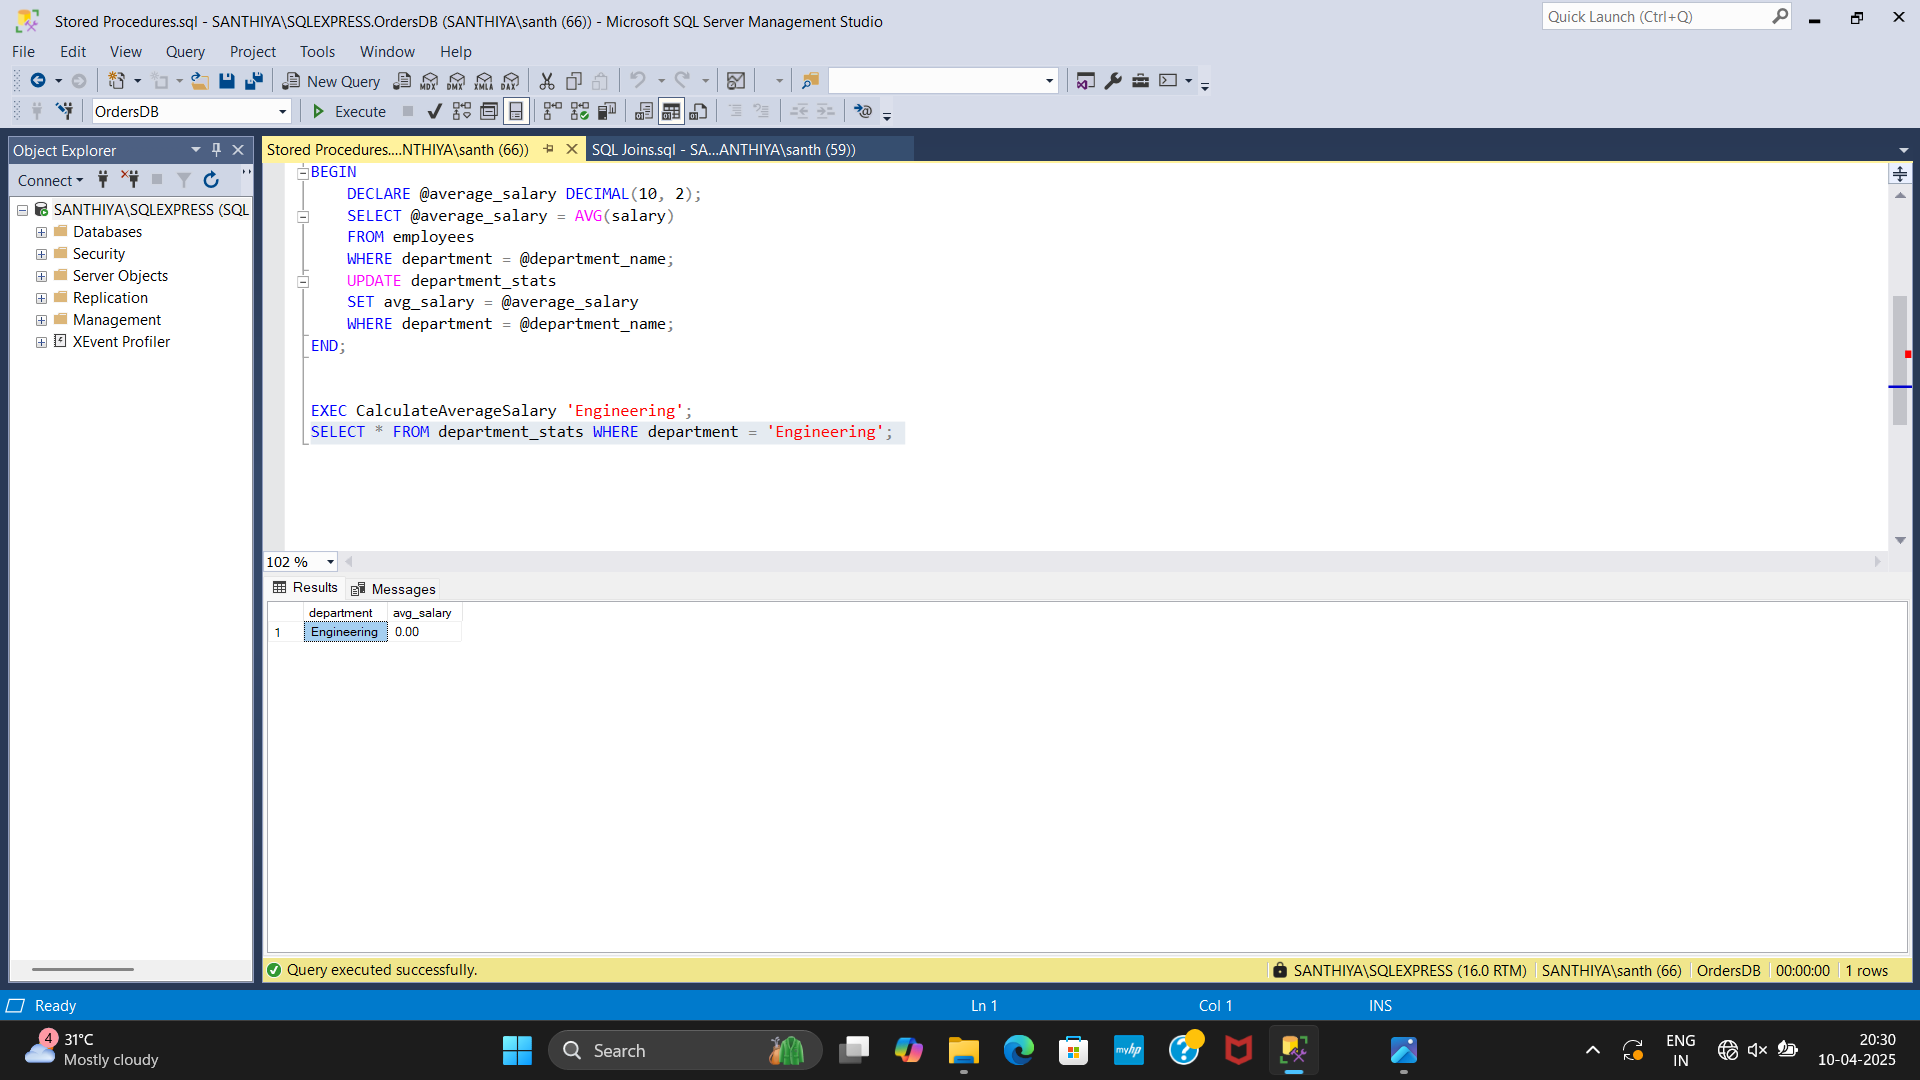 Stored Procedures.sql - SANTHIYA\SQLEXPRESS.OrdersDB (SANTHIYA\santh (66)) - Microsoft SQL Server Management Studio
Quick Launch (Ctrl+Q)
File Edit View Query Project Tools Window Help
New Query MDX DMX XMLA DAX
OrdersDB Execute
Object Explorer
Stored Procedures....NTHIYA\santh (66)) SQL Joins.sql - SA...ANTHIYA\santh (59))
Connect
SANTHIYA\SQLEXPRESS (SQL
Databases
Security
Server Objects
Replication
Management
XEvent Profiler
BEGIN
DECLARE @average_salary DECIMAL(10, 2);
SELECT @average_salary = AVG(salary)
FROM employees
WHERE department = @department_name;
UPDATE department_stats
SET avg_salary = @average_salary
WHERE department = @department_name;
END;
EXEC CalculateAverageSalary 'Engineering';
SELECT * FROM department_stats WHERE department = 'Engineering';
102 %
Results Messages
department avg_salary
1 Engineering 0.00
Query executed successfully. SANTHIYA\SQLEXPRESS (16.0 RTM) SANTHIYA\santh (66) OrdersDB 00:00:00 1 rows
Ready Ln 1 Col 1 INS
4 31°C
Mostly cloudy
Search
myhp
ENG
IN
20:30
10-04-2025